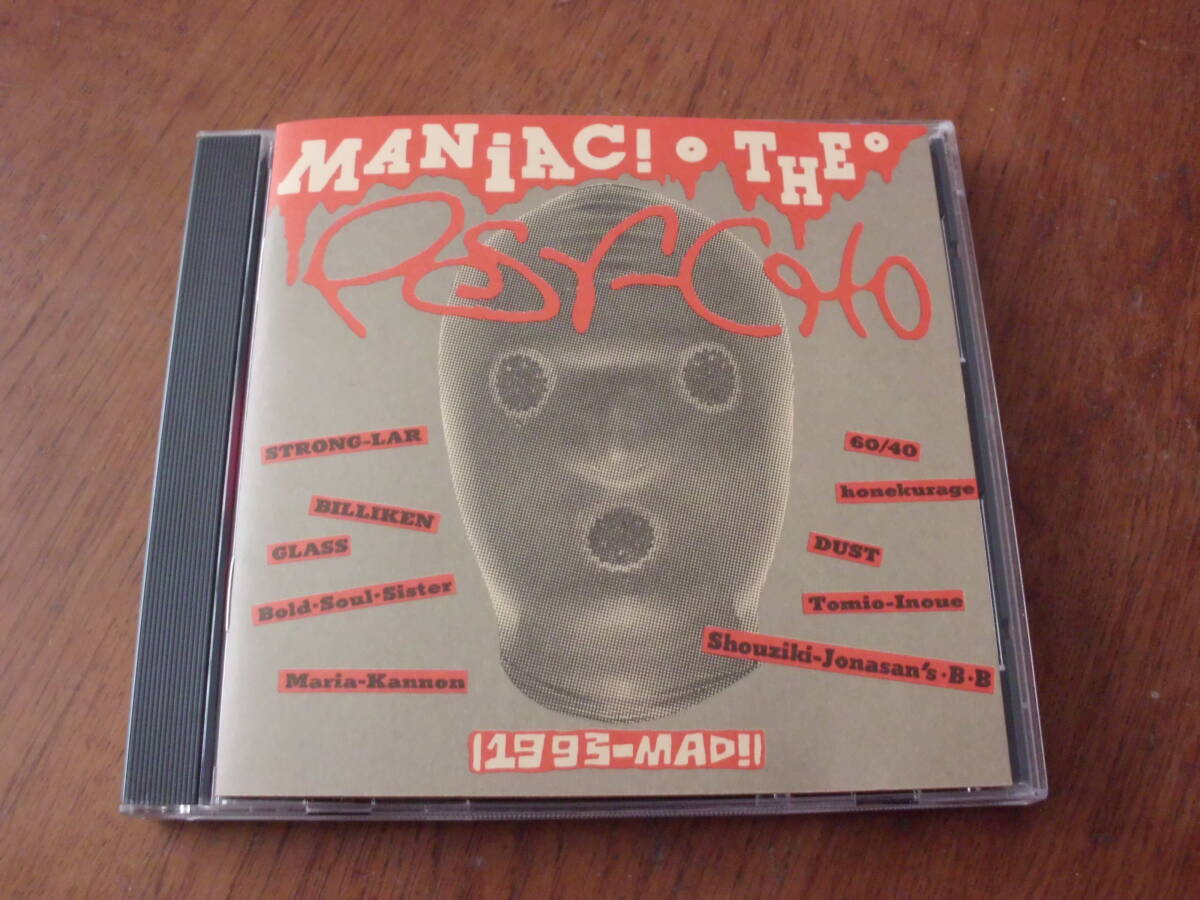 MANiAC! THE
PSY-CHO
STRONG-LAR
BILLIKEN
GLASS
Bold·Soul·Sister
Maria-Kannon
60/40
honekurage
DUST
Tomio-Inoue
Shouziki-Jonasan's·B·B
1993-MAD!